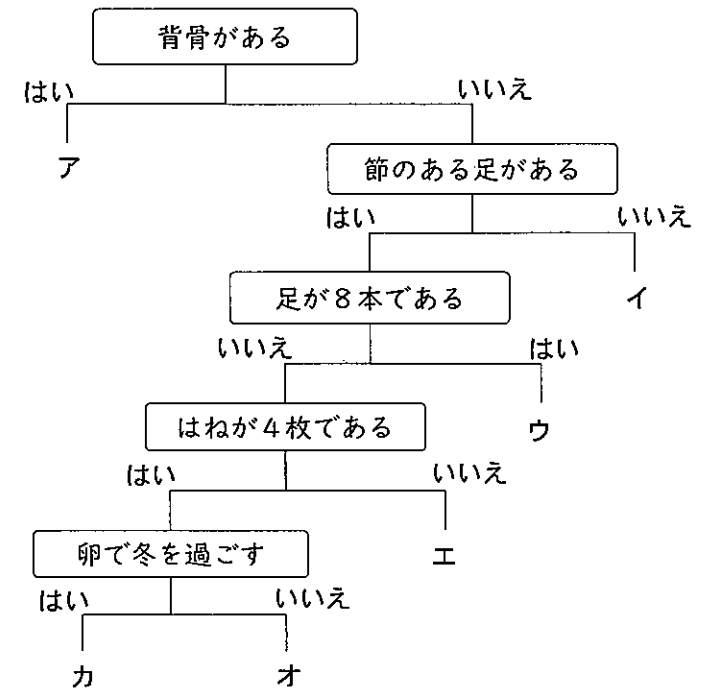 背骨がある
はい
いいえ
ア
節のある足がある
はい
いいえ
足が8本である
イ
いいえ
はい
はねが4枚である
ウ
はい
いいえ
卵で冬を過ごす
エ
はい
いいえ
カ
オ